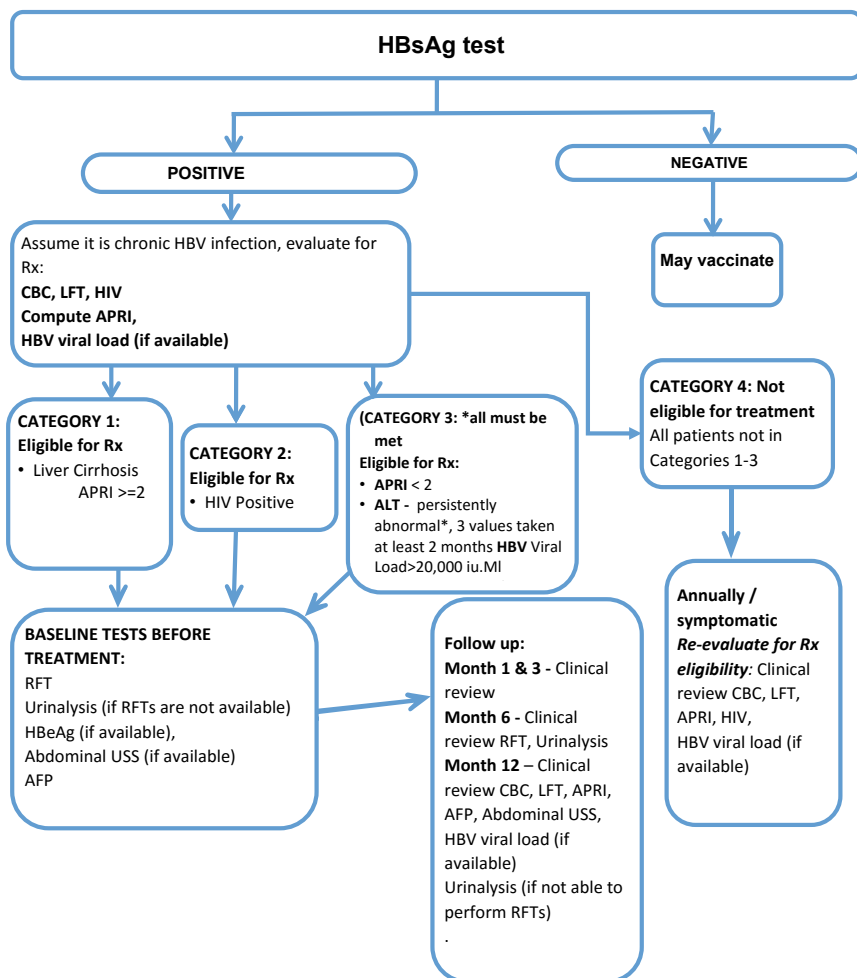 HBsAg test
POSITIVE
NEGATIVE
Assume it is chronic HBV infection, evaluate for
Rx:
CBC, LFT, HIV
Compute APRI,
HBV viral load (if available)
May vaccinate
CATEGORY 1:
Eligible for Rx
• Liver Cirrhosis
APRI >=2
CATEGORY 2:
Eligible for Rx
• HIV Positive
(CATEGORY 3: *all must be
met
Eligible for Rx:
• APRI < 2
• ALT - persistently
abnormal*, 3 values taken
at least 2 months HBV Viral
Load>20,000 iu.Ml
CATEGORY 4: Not
eligible for treatment
All patients not in
Categories 1-3
BASELINE TESTS BEFORE
TREATMENT:
RFT
Urinalysis (if RFTs are not available)
HBeAg (if available),
Abdominal USS (if available)
AFP
Follow up:
Month 1 & 3 - Clinical
review
Month 6 - Clinical
review RFT, Urinalysis
Month 12 – Clinical
review CBC, LFT, APRI,
AFP, Abdominal USS,
HBV viral load (if
available)
Urinalysis (if not able to
perform RFTs)
.
Annually /
symptomatic
Re-evaluate for Rx
eligibility: Clinical
review CBC, LFT,
APRI, HIV,
HBV viral load (if
available)